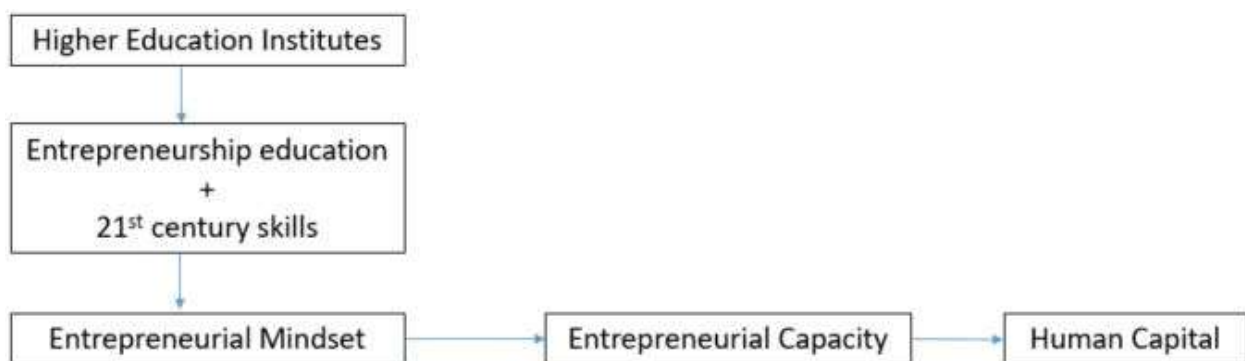 Higher Education Institutes
Entrepreneurship education
+
21st century skills
Entrepreneurial Mindset
Entrepreneurial Capacity
Human Capital